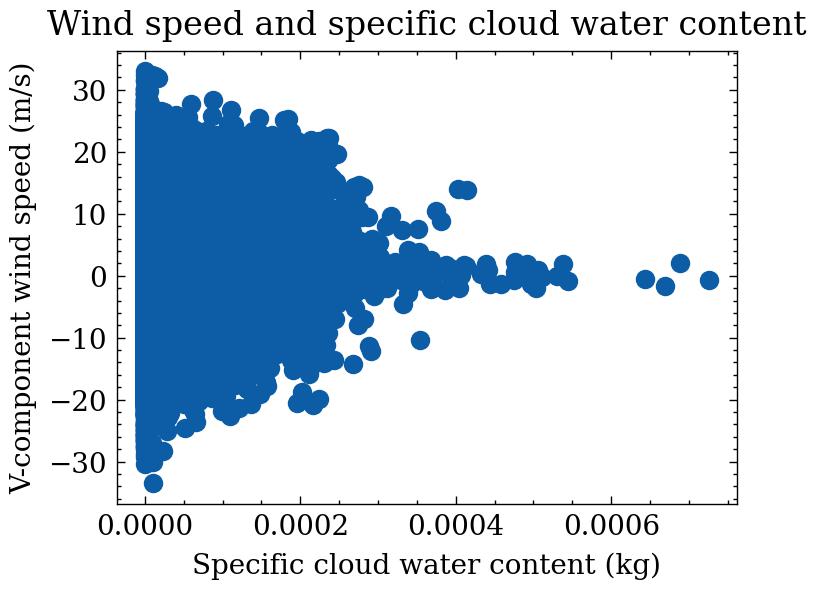 Wind speed and specific cloud water content
V-component wind speed (m/s)
30
20
10
0
−10
−20
−30
0.0000 0.0002 0.0004 0.0006
Specific cloud water content (kg)